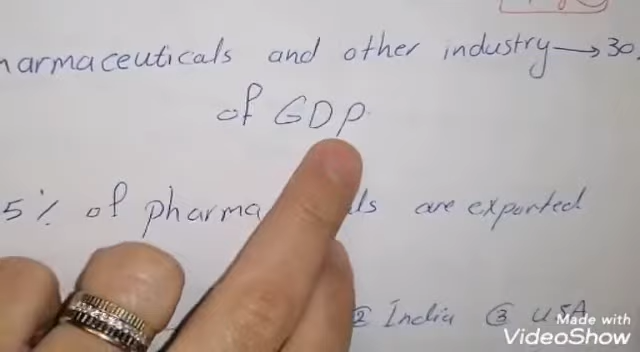 harmaceuticals and other industry → 30
of GDP
5% of pharma ls are exported
2 India 3 USA
Made with
VideoShow